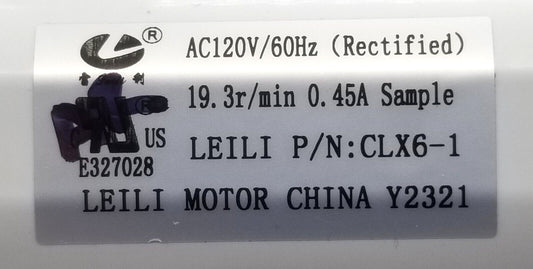 ®
AC120V/60Hz (Rectified)
19.3r/min 0.45A Sample
® US
LEILI P/N:CLX6-1
E327028
LEILI MOTOR CHINA Y2321